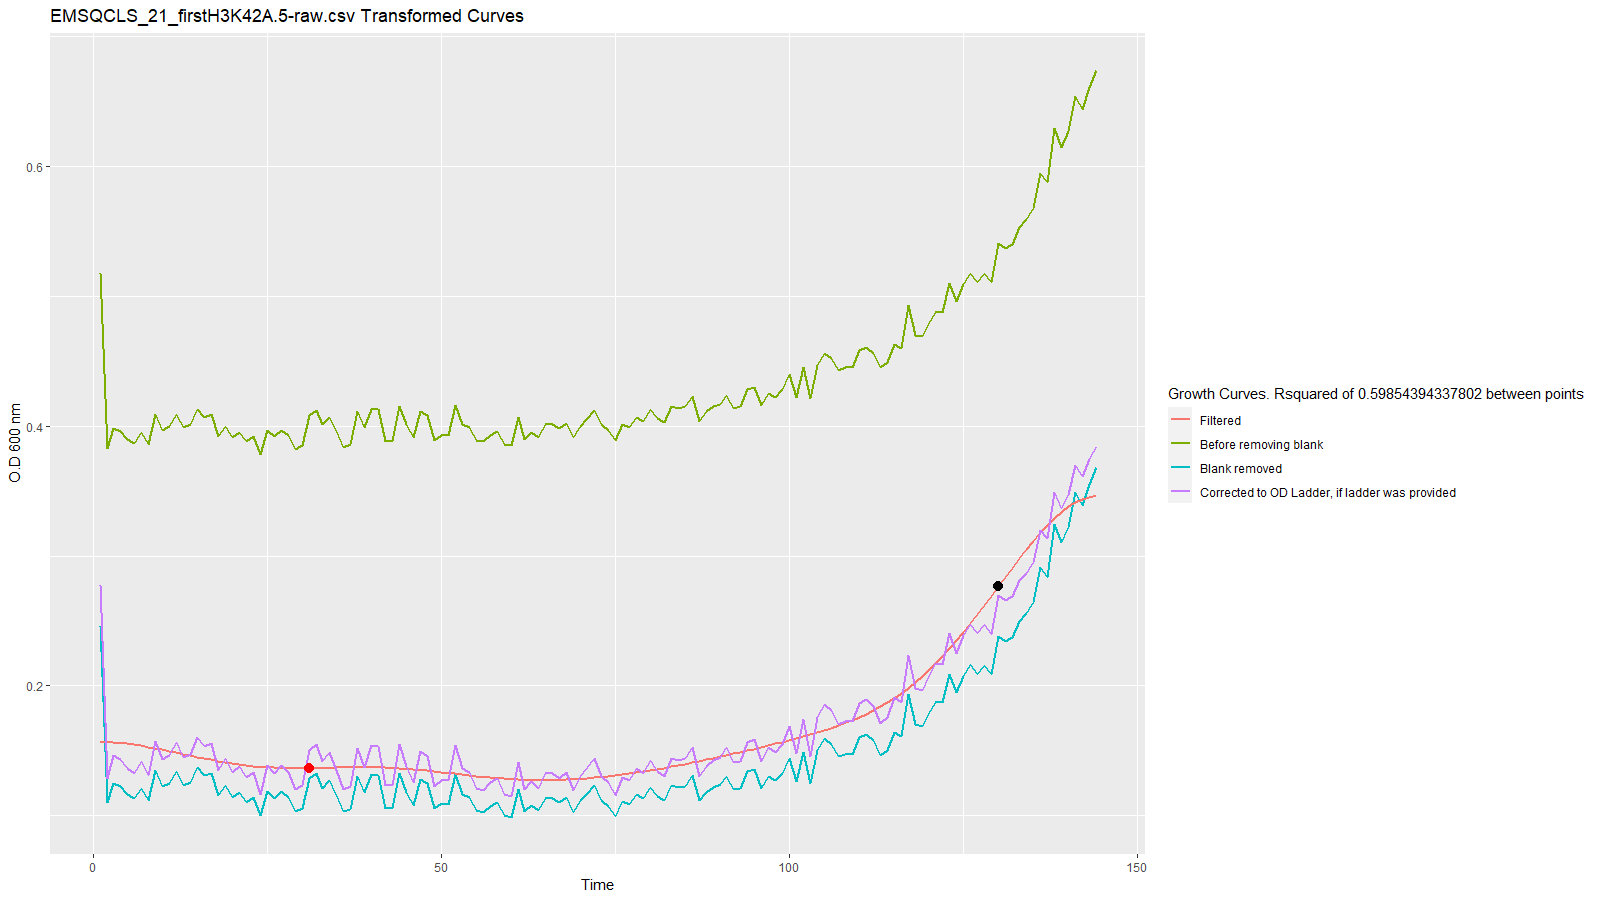 EMSQCLS_21_firstH3K42A.5-raw.csv Transformed Curves
O.D 600 nm
0.6
0.4
0.2
0
50
100
150
Time
Growth Curves. Rsquared of 0.59854394337802 between points
Filtered
Before removing blank
Blank removed
Corrected to OD Ladder, if ladder was provided